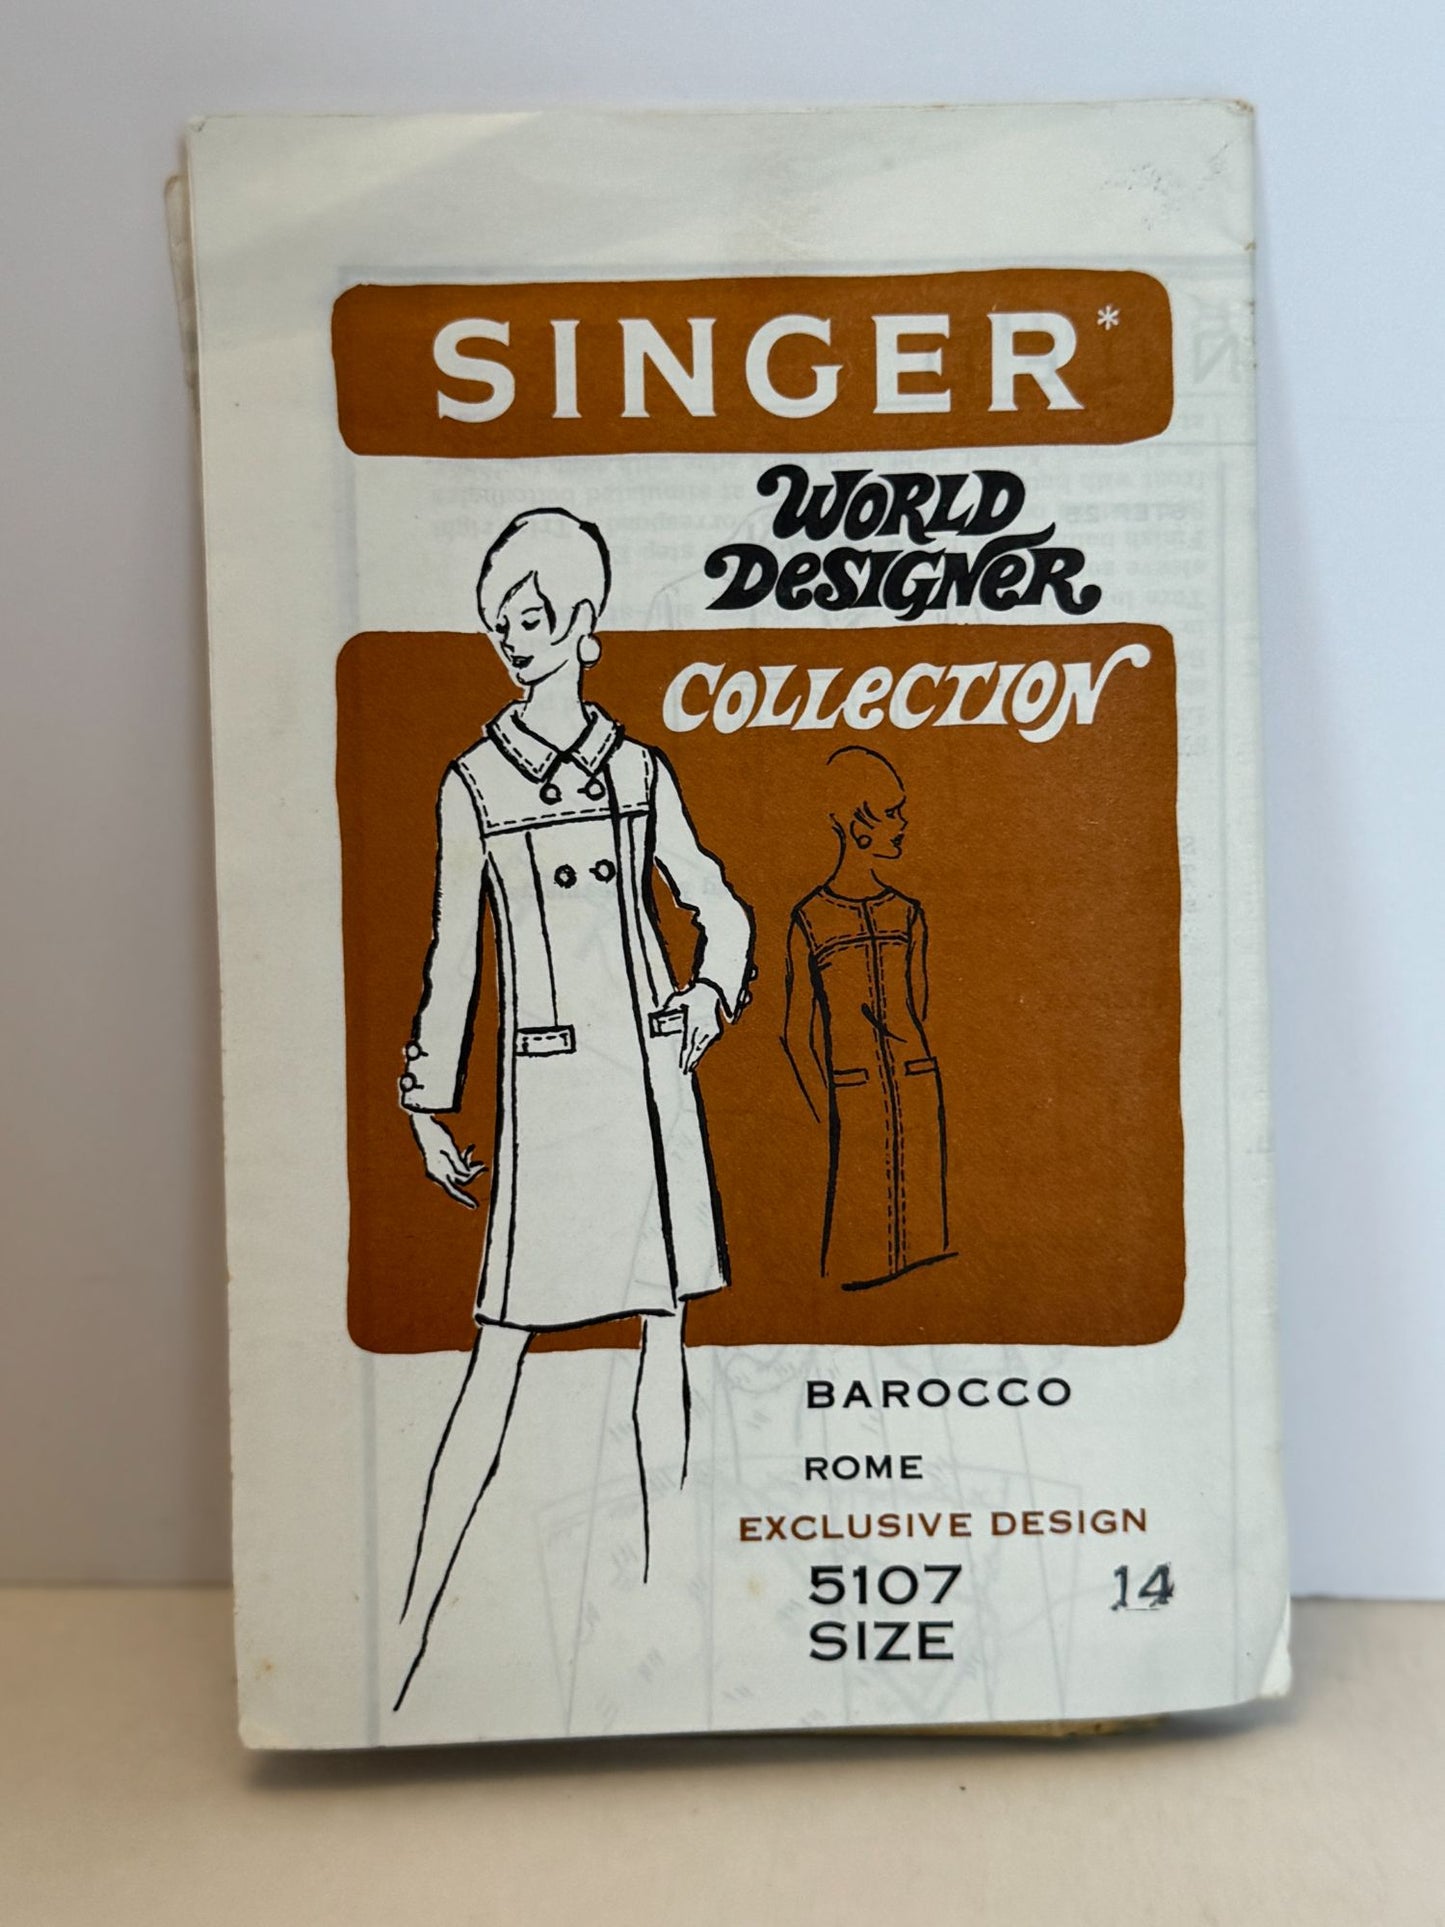 SINGER*
WORLD
DESIGNER
COLLECTION
BAROCCO
ROME
EXCLUSIVE DESIGN
5107 14
SIZE